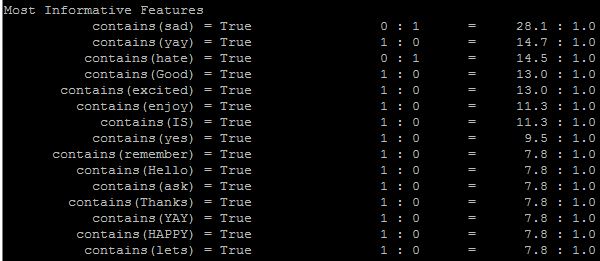 Most Informative Features
contains(sad) = True 0 : 1 = 28.1 : 1.0
contains(yay) = True 1 : 0 = 14.7 : 1.0
contains(hate) = True 0 : 1 = 14.5 : 1.0
contains(Good) = True 1 : 0 = 13.0 : 1.0
contains(excited) = True 1 : 0 = 13.0 : 1.0
contains(enjoy) = True 1 : 0 = 11.3 : 1.0
contains(IS) = True 1 : 0 = 11.3 : 1.0
contains(yes) = True 1 : 0 = 9.5 : 1.0
contains(remember) = True 1 : 0 = 7.8 : 1.0
contains(Hello) = True 1 : 0 = 7.8 : 1.0
contains(ask) = True 1 : 0 = 7.8 : 1.0
contains(Thanks) = True 1 : 0 = 7.8 : 1.0
contains(YAY) = True 1 : 0 = 7.8 : 1.0
contains(HAPPY) = True 1 : 0 = 7.8 : 1.0
contains(lets) = True 1 : 0 = 7.8 : 1.0